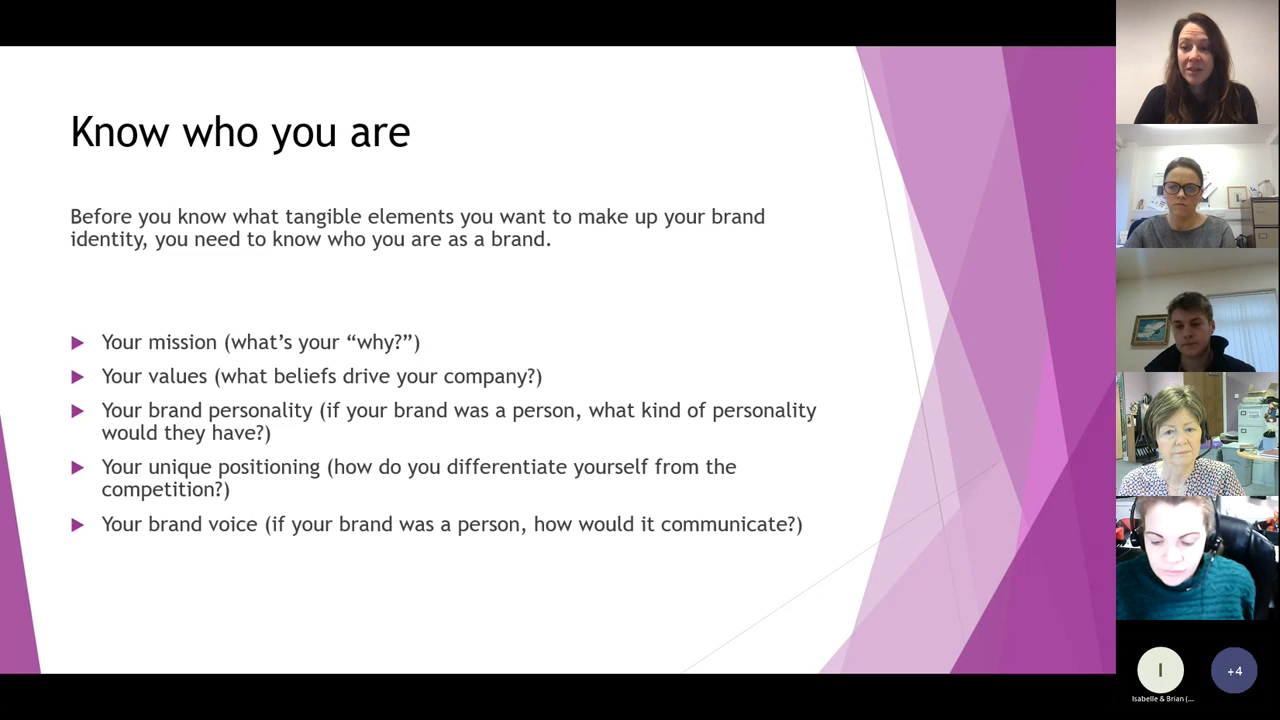 Know who you are
Before you know what tangible elements you want to make up your brand
identity, you need to know who you are as a brand.
Your mission (what’s your “why?”)
Your values (what beliefs drive your company?)
Your brand personality (if your brand was a person, what kind of personality
would they have?)
Your unique positioning (how do you differentiate yourself from the
competition?)
Your brand voice (if your brand was a person, how would it communicate?)
I
+4
Isabelle & Brian (...